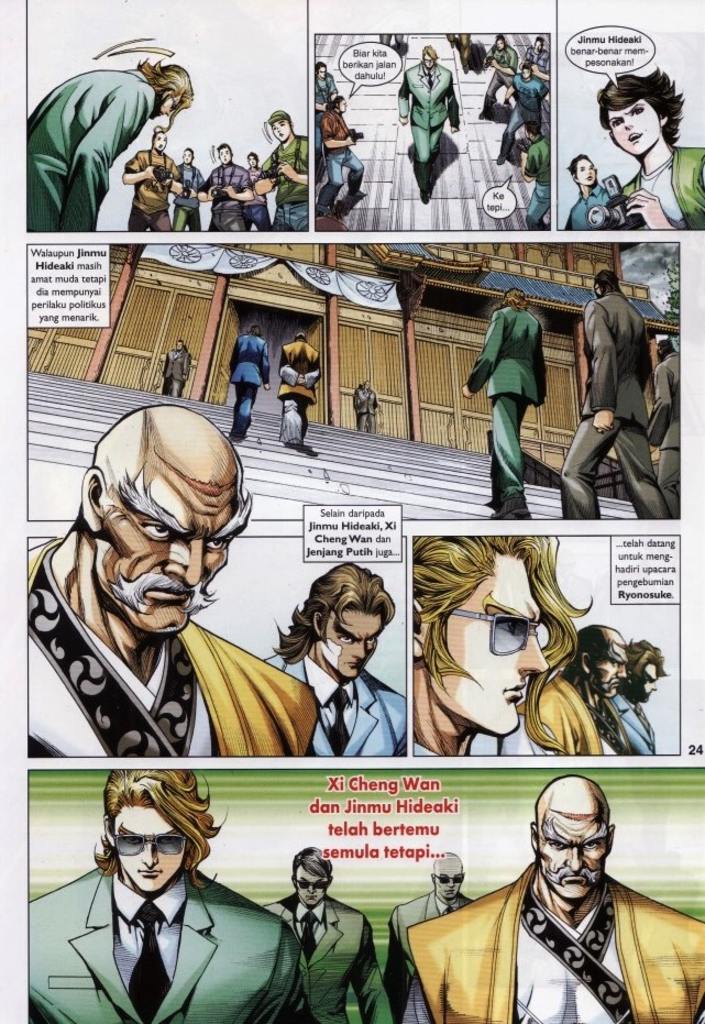 Biar kita
berikan jalan
dahulu!
Ke
tepi...
Jinmu Hideaki
benar-benar mem-
pesonakan!
Walaupun Jinmu
Hideaki masih
amat muda tetapi
dia mempunyai
perilaku politikus
yang menarik.
Selain daripada
Jinmu Hideaki, Xi
Cheng Wan dan
Jenjang Putih juga...
...telah datang
untuk meng-
hadiri upacara
pengebumian
Ryonosuke.
24
Xi Cheng Wan
dan Jinmu Hideaki
telah bertemu
semula tetapi...